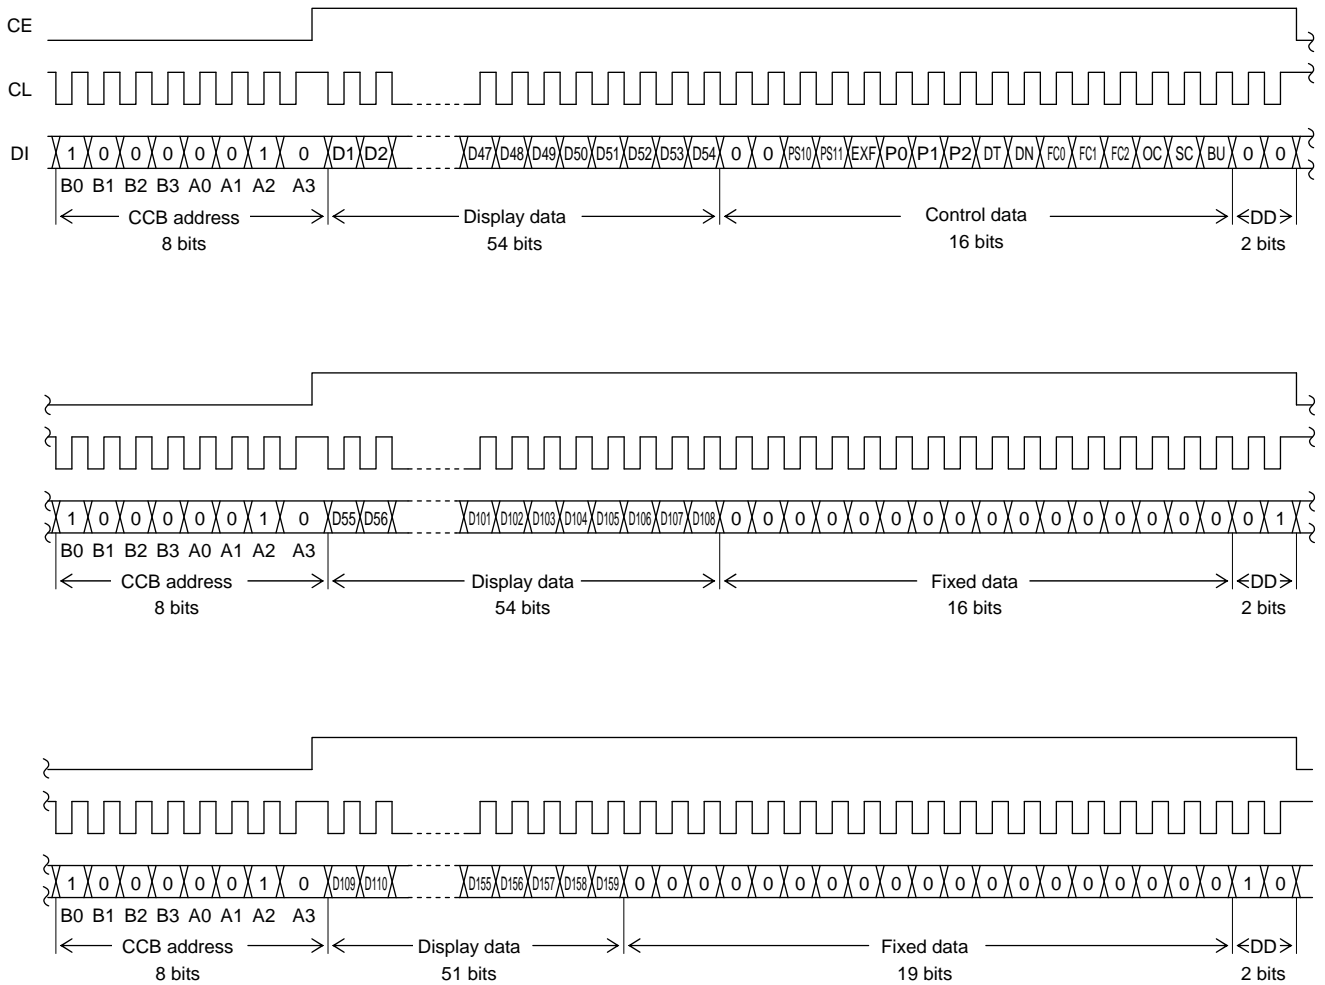 CE
CL
DI 1 0 0 0 0 0 1 0 D1 D2 D47 D48 D49 D50 D51 D52 D53 D54 0 0 PS10 PS11 EXF P0 P1 P2 DT DN FC0 FC1 FC2 OC SC BU 0 0
B0 B1 B2 B3 A0 A1 A2 A3
CCB address Display data Control data DD
8 bits 54 bits 16 bits 2 bits
1 0 0 0 0 0 1 0 D55 D56 D101 D102 D103 D104 D105 D106 D107 D108 0 0 0 0 0 0 0 0 0 0 0 0 0 0 0 0 0 1
B0 B1 B2 B3 A0 A1 A2 A3
CCB address Display data Fixed data DD
8 bits 54 bits 16 bits 2 bits
1 0 0 0 0 0 1 0 D109 D110 D155 D156 D157 D158 D159 0 0 0 0 0 0 0 0 0 0 0 0 0 0 0 0 0 0 0 1 0
B0 B1 B2 B3 A0 A1 A2 A3
CCB address Display data Fixed data DD
8 bits 51 bits 19 bits 2 bits